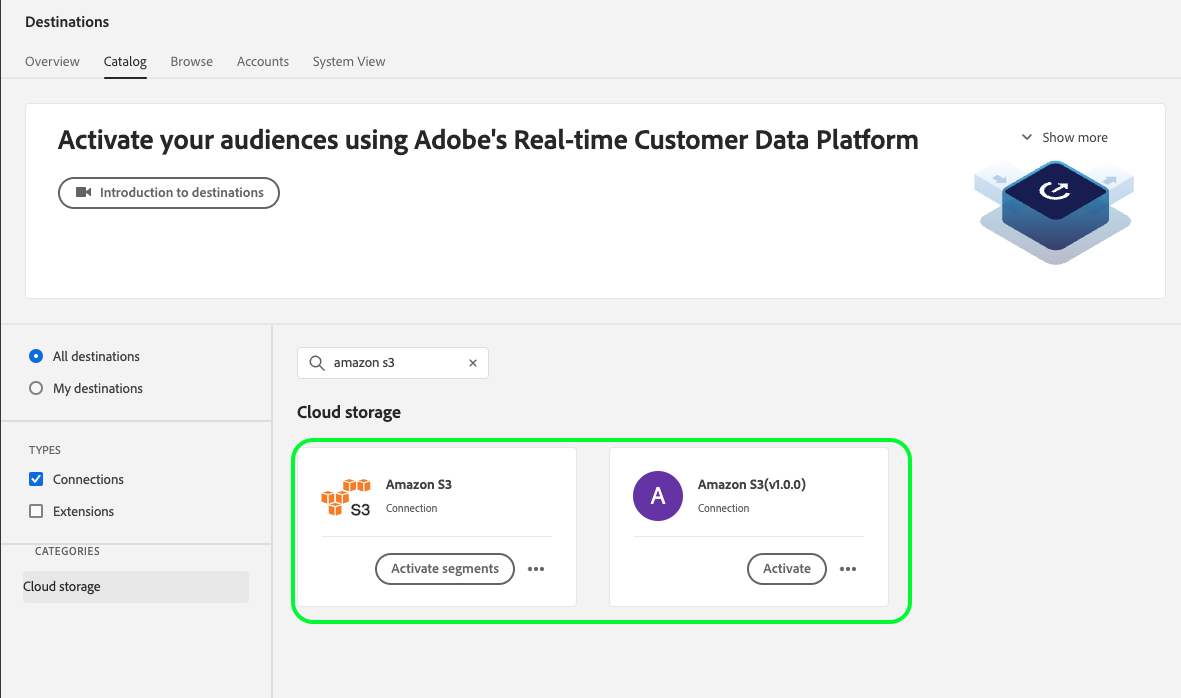 Destinations
Overview Catalog Browse Accounts System View
Activate your audiences using Adobe's Real-time Customer Data Platform
Show more
Introduction to destinations
All destinations
My destinations
TYPES
Connections
Extensions
CATEGORIES
Cloud storage
amazon s3
Cloud storage
S3
Amazon S3
Connection
Activate segments
A
Amazon S3(v1.0.0)
Connection
Activate